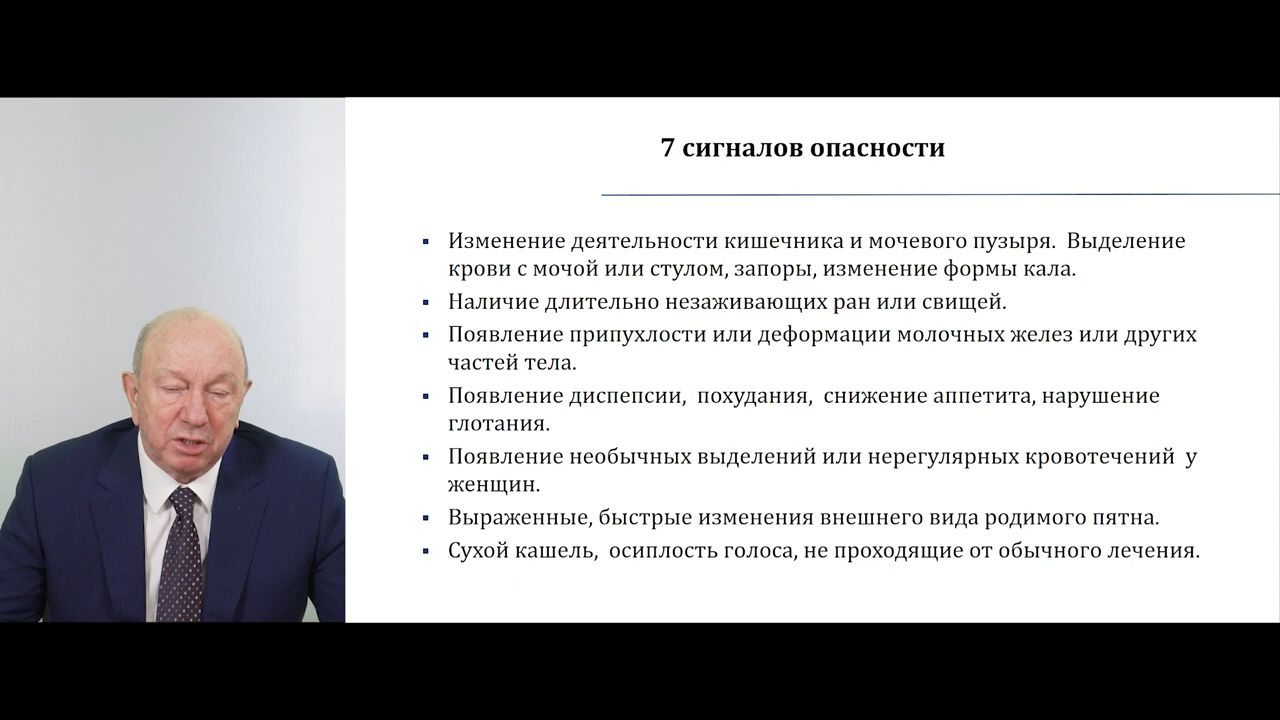 7 сигналов опасности
▪ Изменение деятельности кишечника и мочевого пузыря. Выделение
крови с мочой или стулом, запоры, изменение формы кала.
▪ Наличие длительно незаживающих ран или свищей.
▪ Появление припухлости или деформации молочных желез или других
частей тела.
▪ Появление диспепсии, похудания, снижение аппетита, нарушение
глотания.
▪ Появление необычных выделений или нерегулярных кровотечений у
женщин.
▪ Выраженные, быстрые изменения внешнего вида родимого пятна.
▪ Сухой кашель, осиплость голоса, не проходящие от обычного лечения.